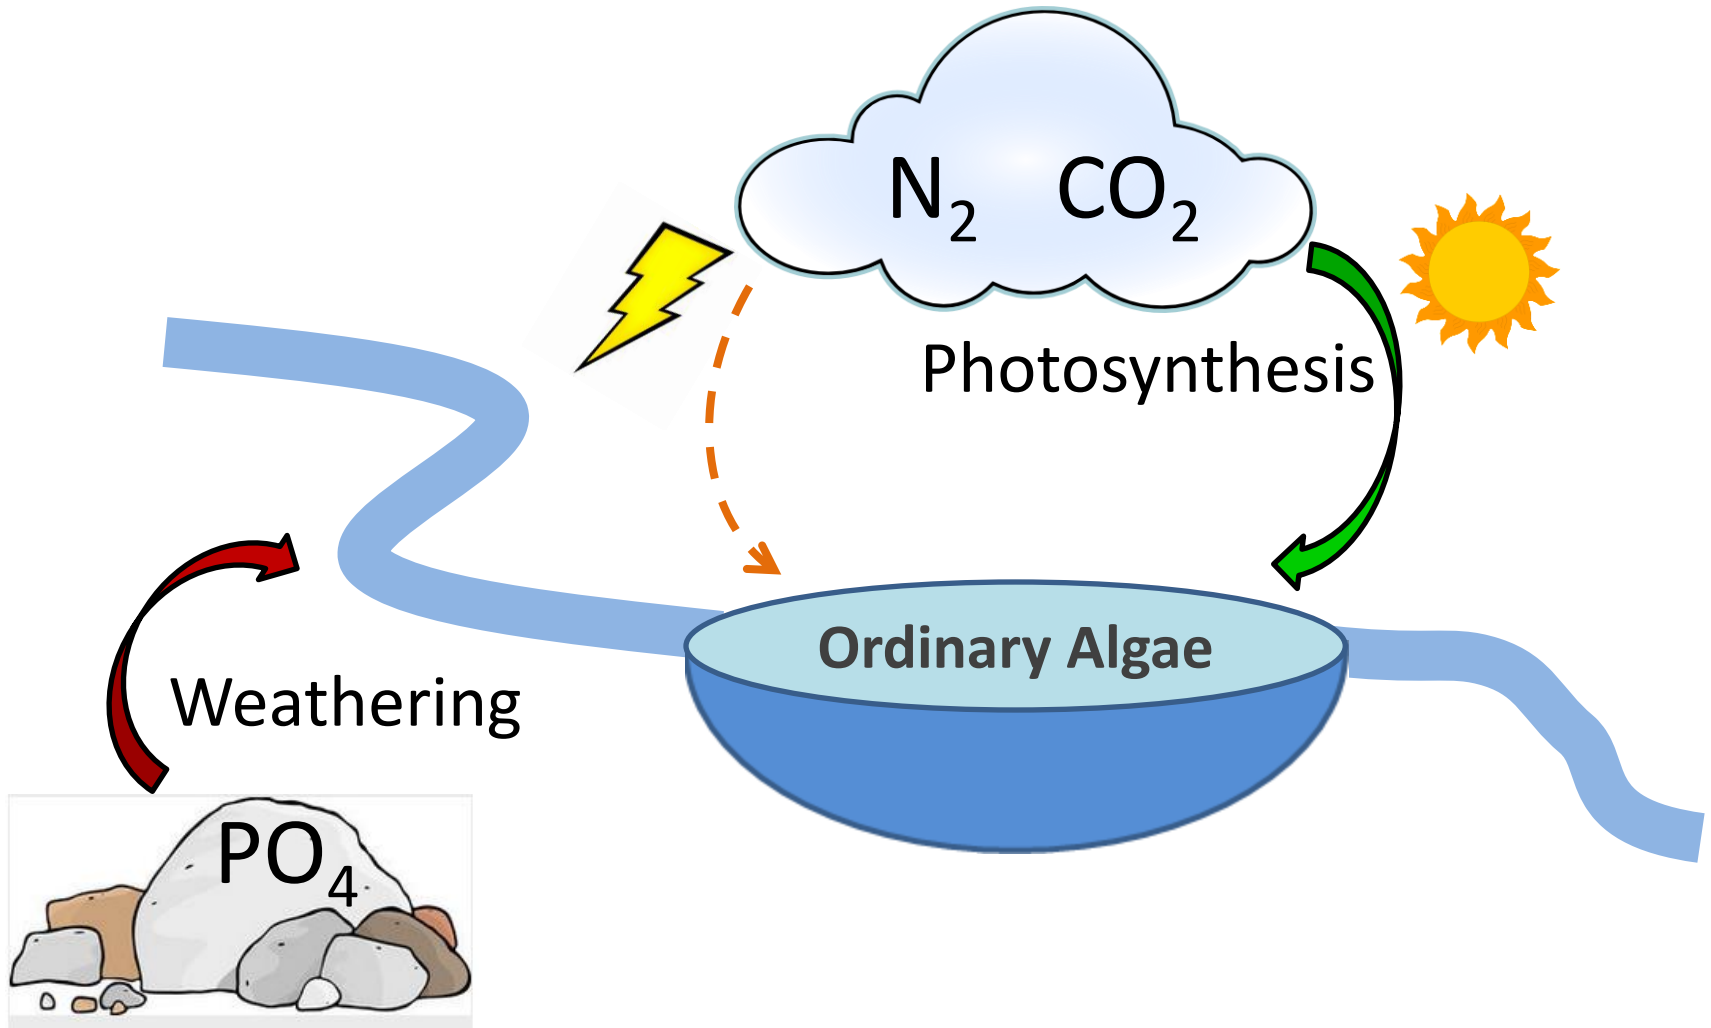 N₂ CO₂
Photosynthesis
Ordinary Algae
Weathering
PO₄